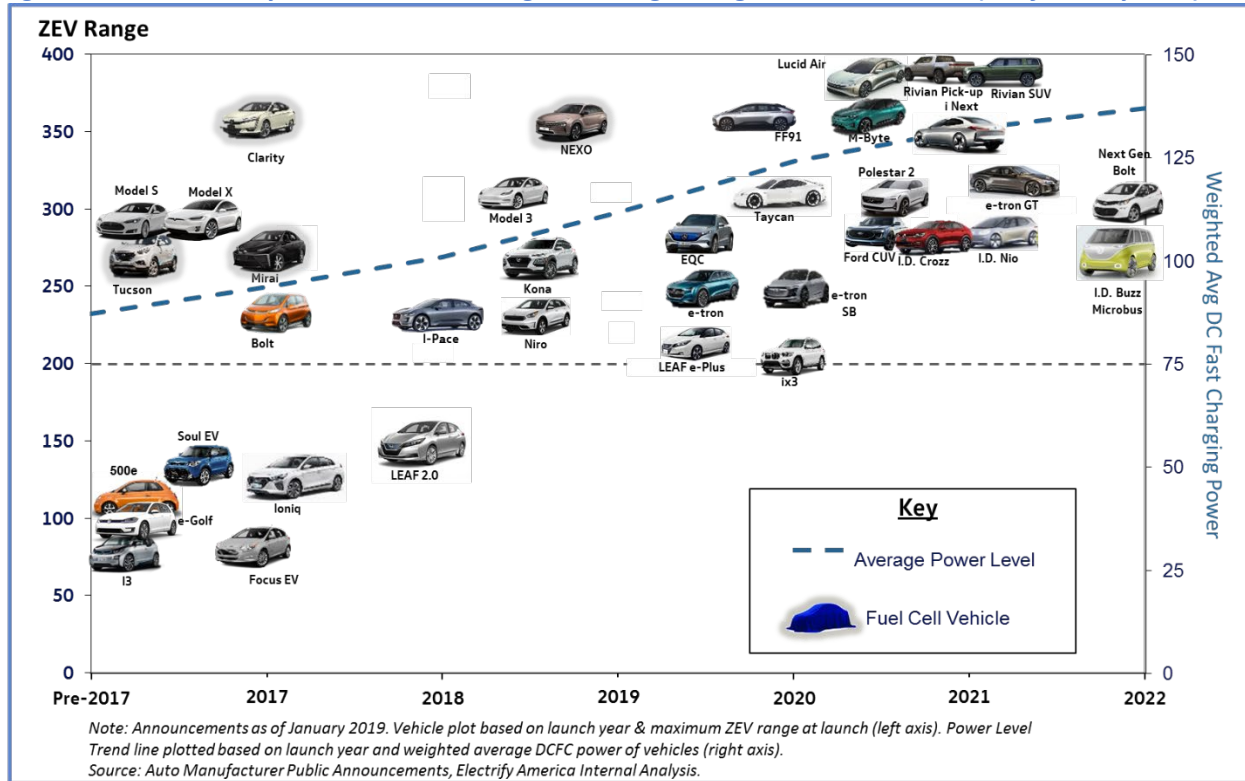 ZEV Range
400
350
300
250
200
150
100
50
0
150
125
100
75
50
25
0
Weighted Avg DC Fast Charging Power
Lucid Air
Rivian Pick-up
Rivian SUV
i Next
Clarity
NEXO
FF91
M-Byte
Model S
Model X
Model 3
Taycan
Polestar 2
e-tron GT
Next Gen
Bolt
Tucson
Mirai
Kona
EQC
Ford CUV
I.D. Crozz
I.D. Nio
e-tron
e-tron
SB
I.D. Buzz
Microbus
Bolt
I-Pace
Niro
LEAF e-Plus
ix3
Soul EV
500e
e-Golf
I3
Ioniq
Focus EV
LEAF 2.0
Key
Average Power Level
Fuel Cell Vehicle
Pre-2017
2017
2018
2019
2020
2021
2022
Note: Announcements as of January 2019. Vehicle plot based on launch year & maximum ZEV range at launch (left axis). Power Level
Trend line plotted based on launch year and weighted average DCFC power of vehicles (right axis).
Source: Auto Manufacturer Public Announcements, Electrify America Internal Analysis.